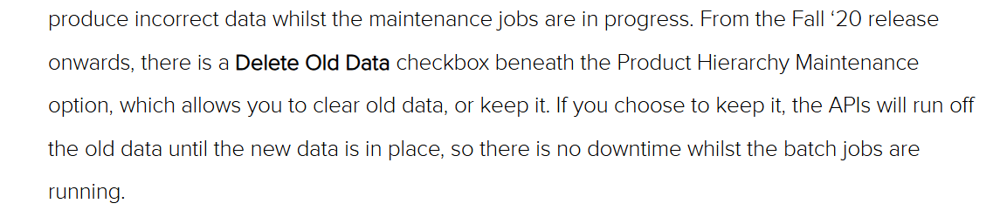 produce incorrect data whilst the maintenance jobs are in progress. From the Fall ‘20 release
onwards, there is a Delete Old Data checkbox beneath the Product Hierarchy Maintenance
option, which allows you to clear old data, or keep it. If you choose to keep it, the APIs will run off
the old data until the new data is in place, so there is no downtime whilst the batch jobs are
running.